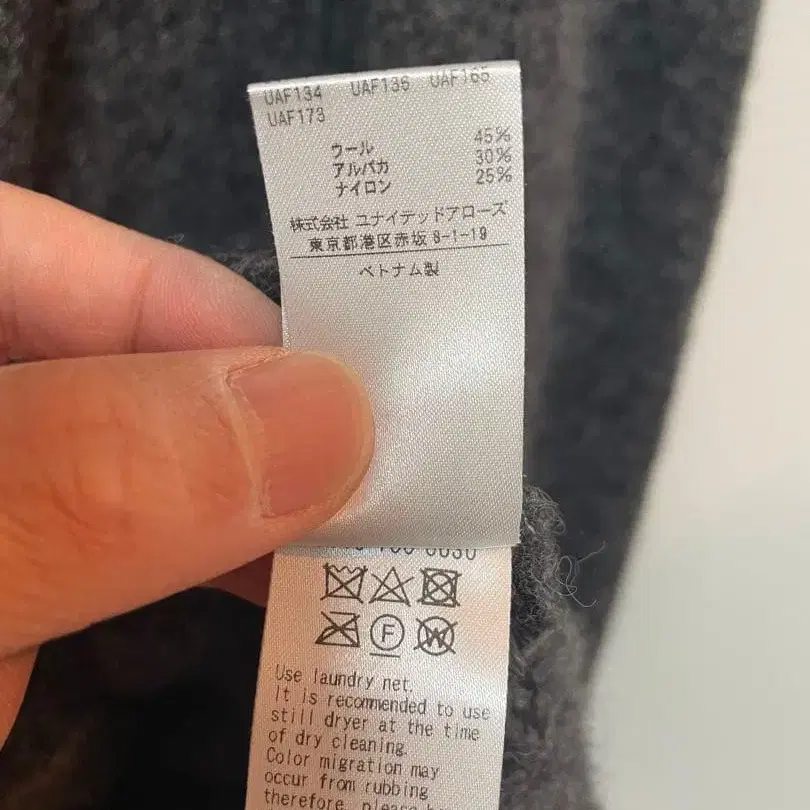 UAF134 UAF136 UAF165
UAF173
ウール 45%
アルパカ 30%
ナイロン 25%
株式会社 ユナイテッドアローズ
東京都港区赤坂 8-1-19
ベトナム製
F
W
Use laundry net.
It is recommended to use
still dryer at the time
of dry cleaning.
Color migration may
occur from rubbing
therefore, please